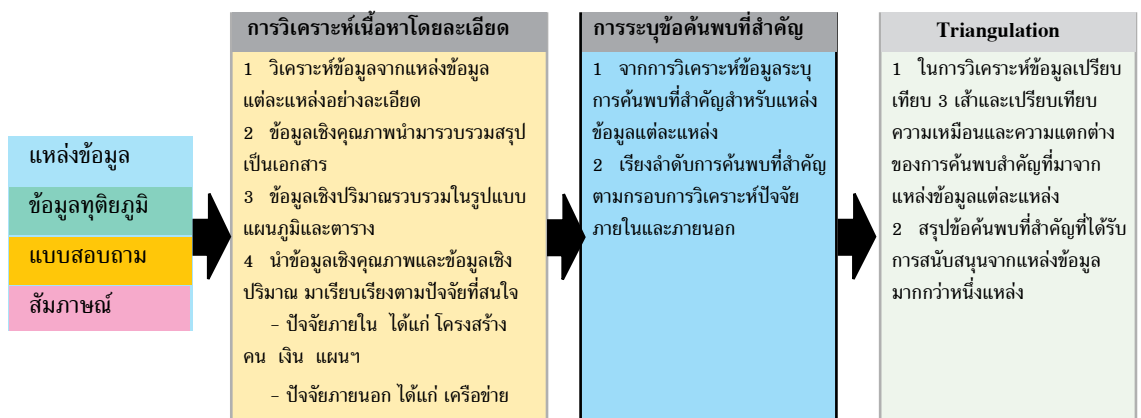 แหล่งข้อมูล
ข้อมูลทุติยภูมิ
แบบสอบถาม
สัมภาษณ์
การวิเคราะห์เนื้อหาโดยละเอียด
1 วิเคราะห์ข้อมูลจากแหล่งข้อมูล
แต่ละแหล่งอย่างละเอียด
2 ข้อมูลเชิงคุณภาพนำมารวบรวมสรุป
เป็นเอกสาร
3 ข้อมูลเชิงปริมาณรวบรวมในรูปแบบ
แผนภูมิและตาราง
4 นำข้อมูลเชิงคุณภาพและข้อมูลเชิง
ปริมาณ มาเรียบเรียงตามปัจจัยที่สนใจ
- ปัจจัยภายใน ได้แก่ โครงสร้าง
คน เงิน แผนฯ
- ปัจจัยภายนอก ได้แก่ เครือข่าย
การระบุข้อค้นพบที่สำคัญ
1 จากการวิเคราะห์ข้อมูลระบุ
การค้นพบที่สำคัญสำหรับแหล่ง
ข้อมูลแต่ละแหล่ง
2 เรียงลำดับการค้นพบที่สำคัญ
ตามกรอบการวิเคราะห์ปัจจัย
ภายในและภายนอก
Triangulation
1 ในการวิเคราะห์ข้อมูลเปรียบ
เทียบ 3 เส้าและเปรียบเทียบ
ความเหมือนและความแตกต่าง
ของการค้นพบสำคัญที่มาจาก
แหล่งข้อมูลแต่ละแหล่ง
2 สรุปข้อค้นพบที่สำคัญที่ได้รับ
การสนับสนุนจากแหล่งข้อมูล
มากกว่าหนึ่งแหล่ง